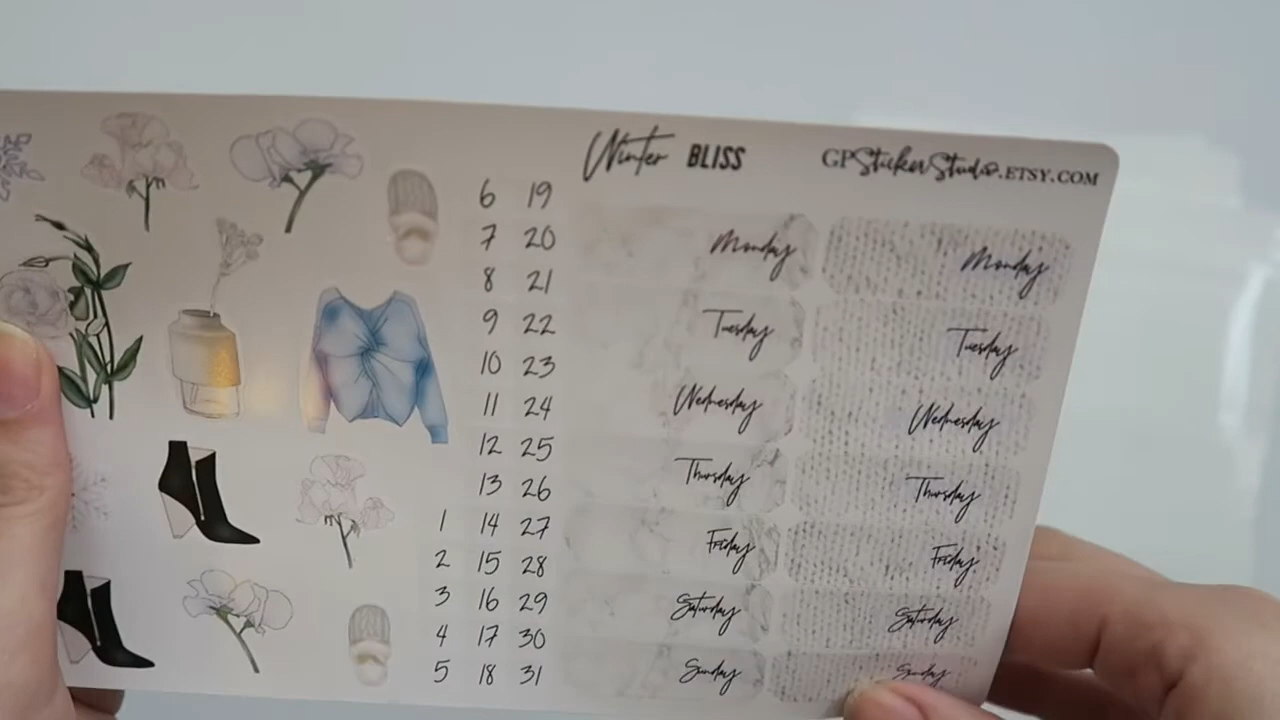 Winter BLISS
GPStickerStudio.ETSY.COM
6 19
7 20
8 21
9 22
10 23
11 24
12 25
13 26
1 14 27
2 15 28
3 16 29
4 17 30
5 18 31
Monday
Tuesday
Wednesday
Thursday
Friday
Saturday
Sunday
Monday
Tuesday
Wednesday
Thursday
Friday
Saturday
Sunday